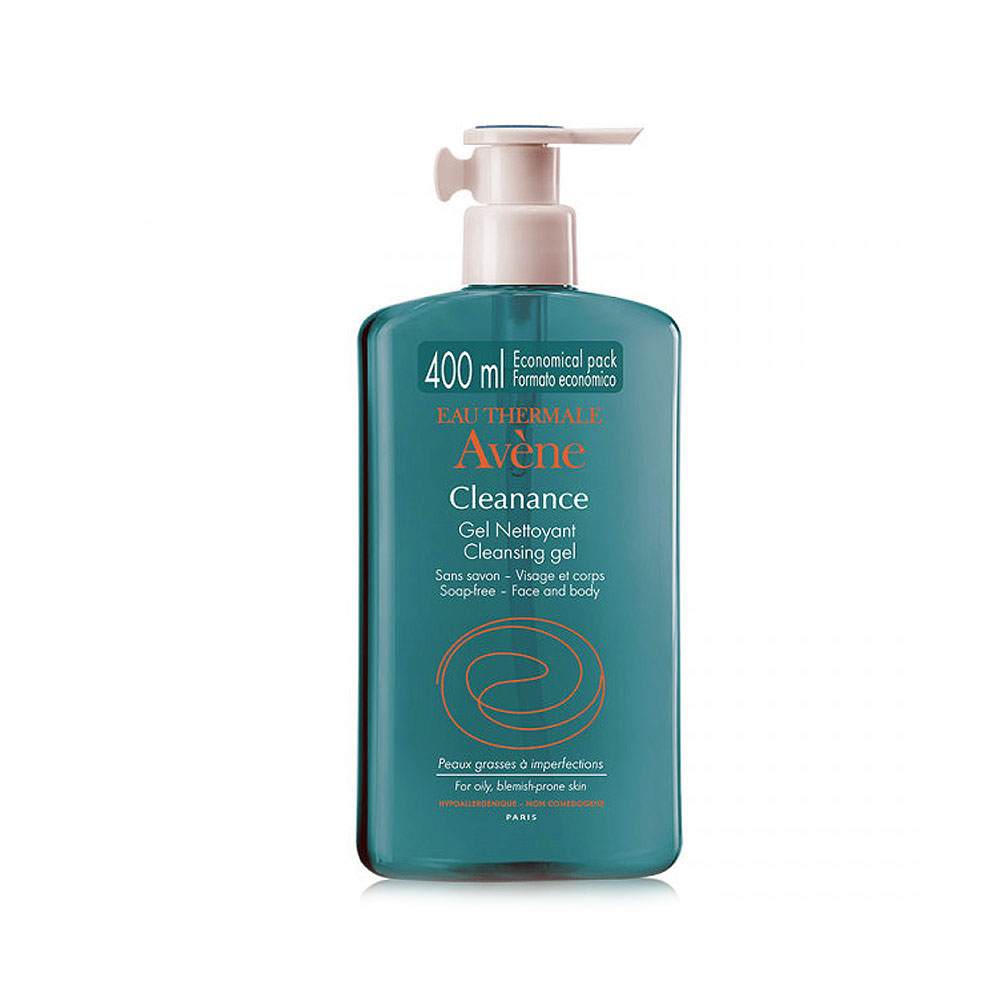 400 ml Economical pack
Formato económico
EAU THERMALE
Avène
Cleanance
Gel Nettoyant
Cleansing gel
Sans savon – Visage et corps
Soap-free – Face and body
Peaux grasses à imperfections
For oily, blemish-prone skin
HYPOALLERGENIQUE – NON COMEDOGENE
PARIS